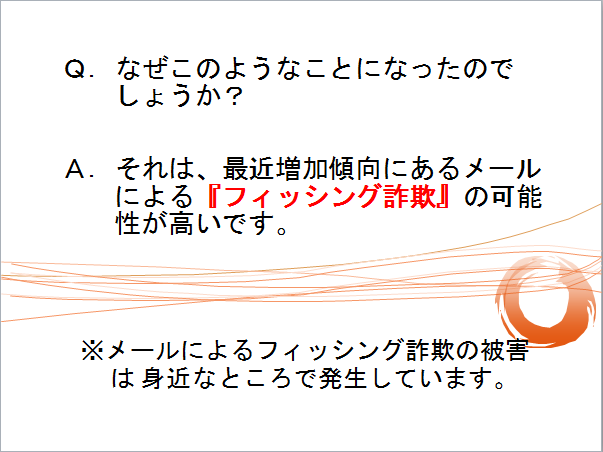 Q． なぜこのようなことになったので
しょうか？
A． それは、最近増加傾向にあるメール
による『フィッシング詐欺』の可能
性が高いです。
※メールによるフィッシング詐欺の被害
は 身近なところで発生しています。